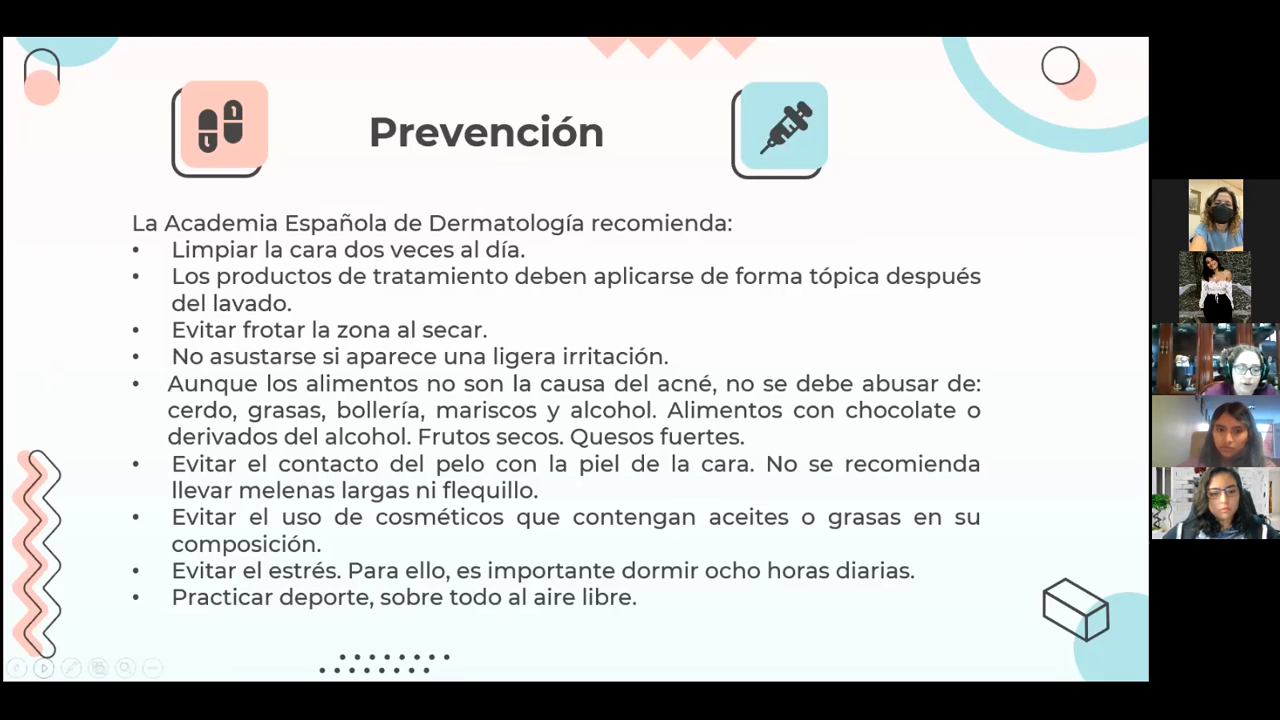 Prevención
La Academia Española de Dermatología recomienda:
• Limpiar la cara dos veces al día.
• Los productos de tratamiento deben aplicarse de forma tópica después
del lavado.
• Evitar frotar la zona al secar.
• No asustarse si aparece una ligera irritación.
• Aunque los alimentos no son la causa del acné, no se debe abusar de:
cerdo, grasas, bollería, mariscos y alcohol. Alimentos con chocolate o
derivados del alcohol. Frutos secos. Quesos fuertes.
• Evitar el contacto del pelo con la piel de la cara. No se recomienda
llevar melenas largas ni flequillo.
• Evitar el uso de cosméticos que contengan aceites o grasas en su
composición.
• Evitar el estrés. Para ello, es importante dormir ocho horas diarias.
• Practicar deporte, sobre todo al aire libre.